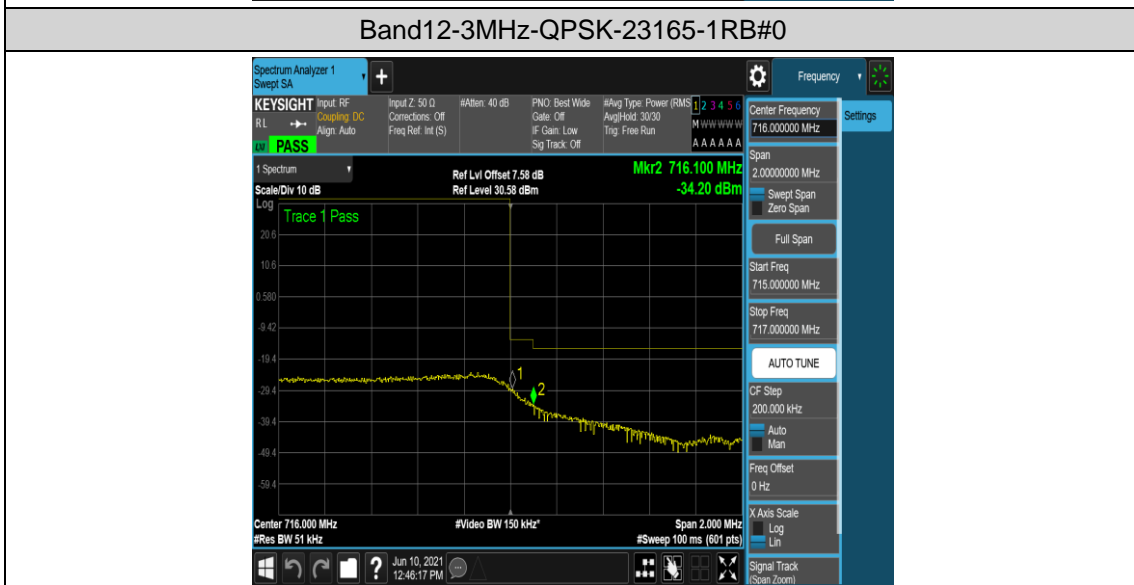 Band12-3MHz-QPSK-23165-1RB#0
Spectrum Analyzer 1
Swept SA
Frequency
KEYSIGHT
RL
PASS
Input: RF
Coupling: DC
Align: Auto
Input Z: 50 Ω
Corrections: Off
Freq Ref: Int (S)
#Atten: 40 dB
PNO: Best Wide
Gate: Off
IF Gain: Low
Sig Track: Off
#Avg Type: Power (RMS
Avg|Hold: 30/30
Trig: Free Run
1 2 3 4 5 6
M W W W W W
A A A A A A
1 Spectrum
Scale/Div 10 dB
Ref Lvl Offset 7.58 dB
Ref Level 30.58 dBm
Mkr2 716.100 MHz
-34.20 dBm
Log
Trace 1 Pass
20.6
10.6
0.580
-9.42
-19.4
-29.4
-39.4
-49.4
-59.4
1
2
Center 716.000 MHz
#Res BW 51 kHz
#Video BW 150 kHz*
Span 2.000 MHz
#Sweep 100 ms (601 pts)
Jun 10, 2021
12:46:17 PM
Center Frequency
716.000000 MHz
Settings
Span
2.00000000 MHz
Swept Span
Zero Span
Full Span
Start Freq
715.000000 MHz
Stop Freq
717.000000 MHz
AUTO TUNE
CF Step
200.000 kHz
Auto
Man
Freq Offset
0 Hz
X Axis Scale
Log
Lin
Signal Track
(Span Zoom)